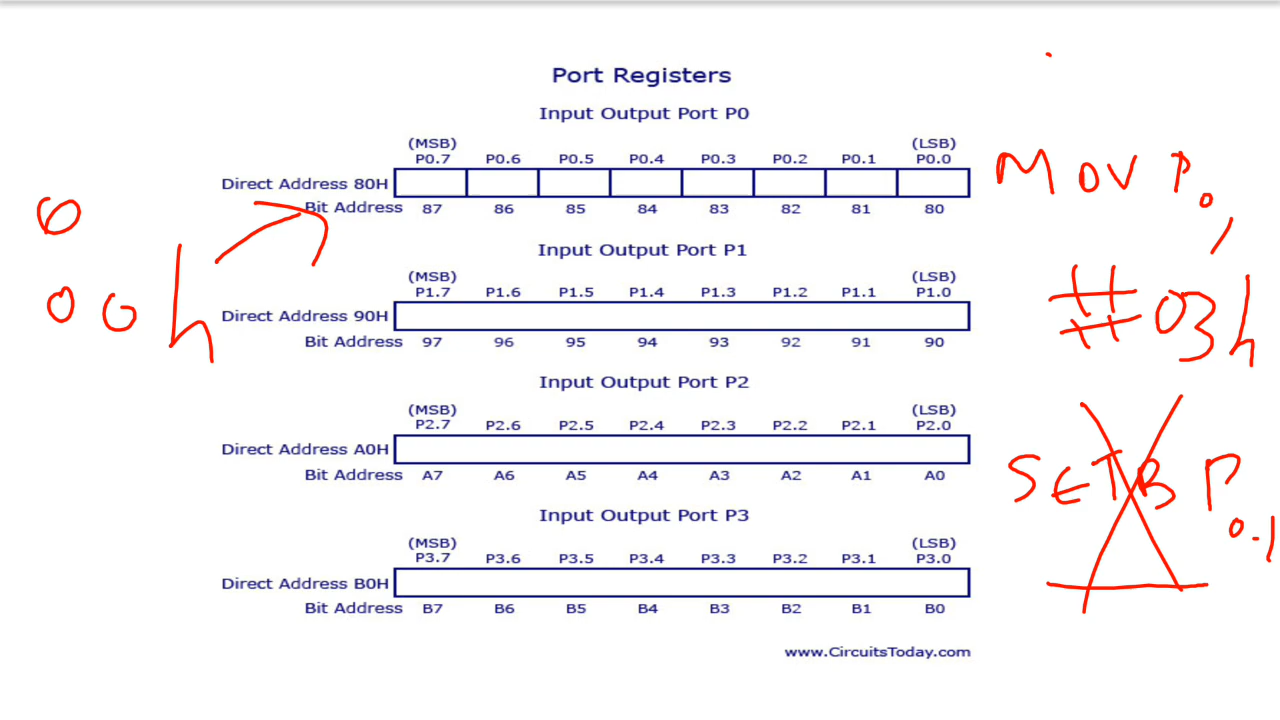 Port Registers
Input Output Port P0
(MSB) (LSB)
P0.7 P0.6 P0.5 P0.4 P0.3 P0.2 P0.1 P0.0
Direct Address 80H
Bit Address 87 86 85 84 83 82 81 80
Input Output Port P1
(MSB) (LSB)
P1.7 P1.6 P1.5 P1.4 P1.3 P1.2 P1.1 P1.0
Direct Address 90H
Bit Address 97 96 95 94 93 92 91 90
Input Output Port P2
(MSB) (LSB)
P2.7 P2.6 P2.5 P2.4 P2.3 P2.2 P2.1 P2.0
Direct Address A0H
Bit Address A7 A6 A5 A4 A3 A2 A1 A0
Input Output Port P3
(MSB) (LSB)
P3.7 P3.6 P3.5 P3.4 P3.3 P3.2 P3.1 P3.0
Direct Address B0H
Bit Address B7 B6 B5 B4 B3 B2 B1 B0
www.CircuitsToday.com
00h
MOV P0,
#03h
SETB P0.1